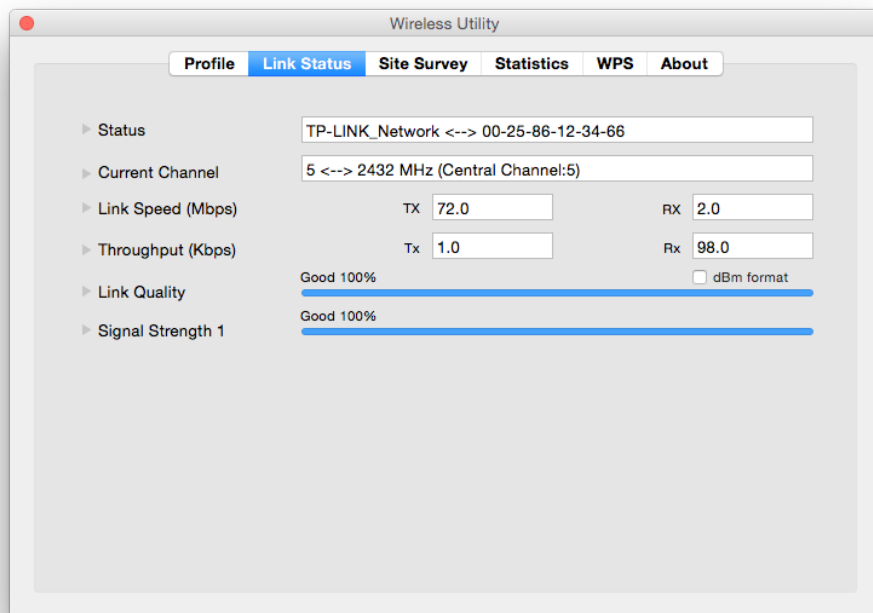 Wireless Utility
Profile Link Status Site Survey Statistics WPS About
Status TP-LINK_Network <--> 00-25-86-12-34-66
Current Channel 5 <--> 2432 MHz (Central Channel:5)
Link Speed (Mbps) TX 72.0 RX 2.0
Throughput (Kbps) Tx 1.0 Rx 98.0
Good 100% dBm format
Link Quality
Good 100%
Signal Strength 1